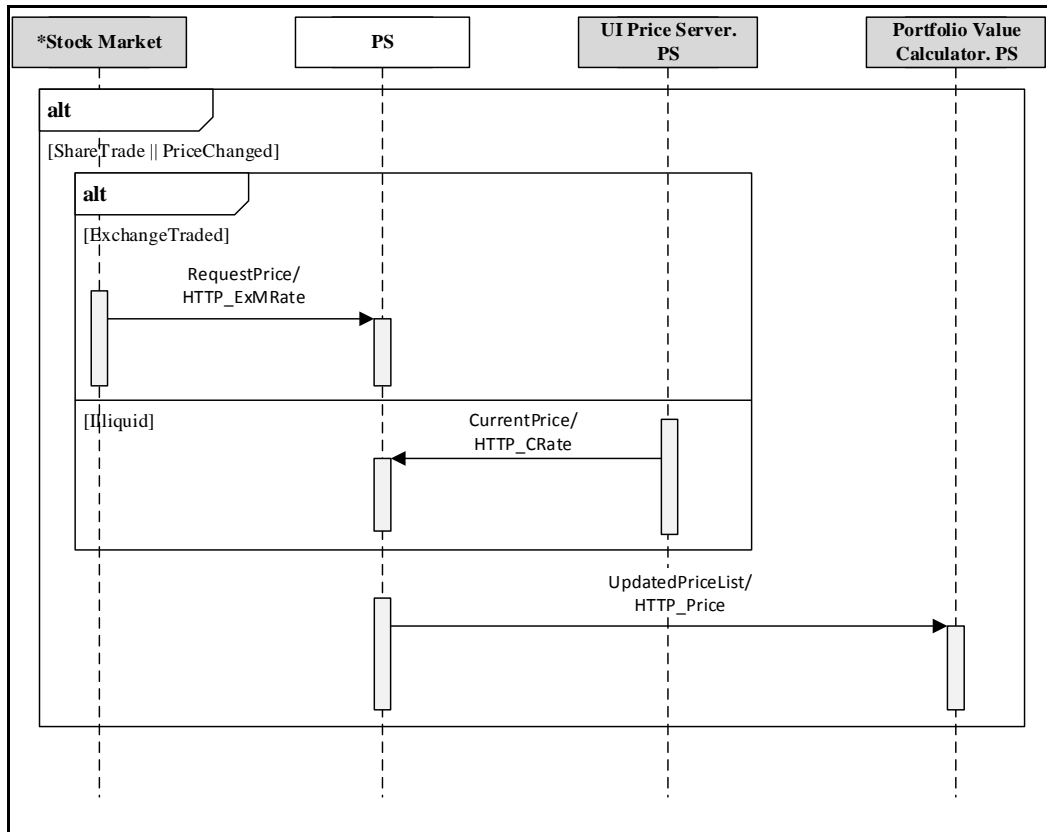 *Stock Market
PS
UI Price Server.
PS
Portfolio Value
Calculator. PS
alt
[ShareTrade || PriceChanged]
alt
[ExchangeTraded]
RequestPrice/
HTTP_ExMRate
[Illiquid]
CurrentPrice/
HTTP_CRate
UpdatedPriceList/
HTTP_Price